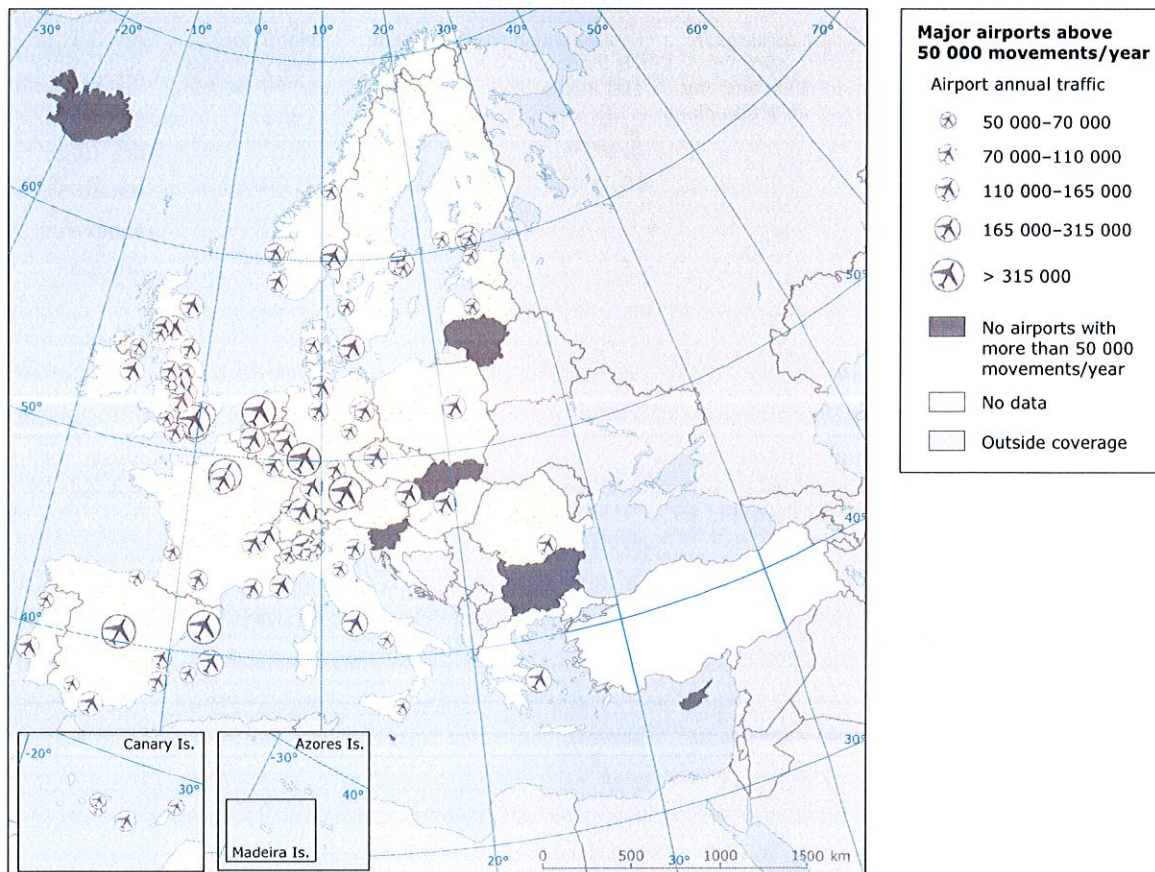 -30°
-20°
-10°
0°
10°
20°
30°
40°
50°
60°
70°
60°
50°
50°
40°
40°
30°
0°
10°
20°
30°
Canary Is.
-20°
30°
Azores Is.
-30°
40°
Madeira Is.
0 500 1000 1500 km
Major airports above
50 000 movements/year
Airport annual traffic
50 000–70 000
70 000–110 000
110 000–165 000
165 000–315 000
> 315 000
No airports with
more than 50 000
movements/year
No data
Outside coverage